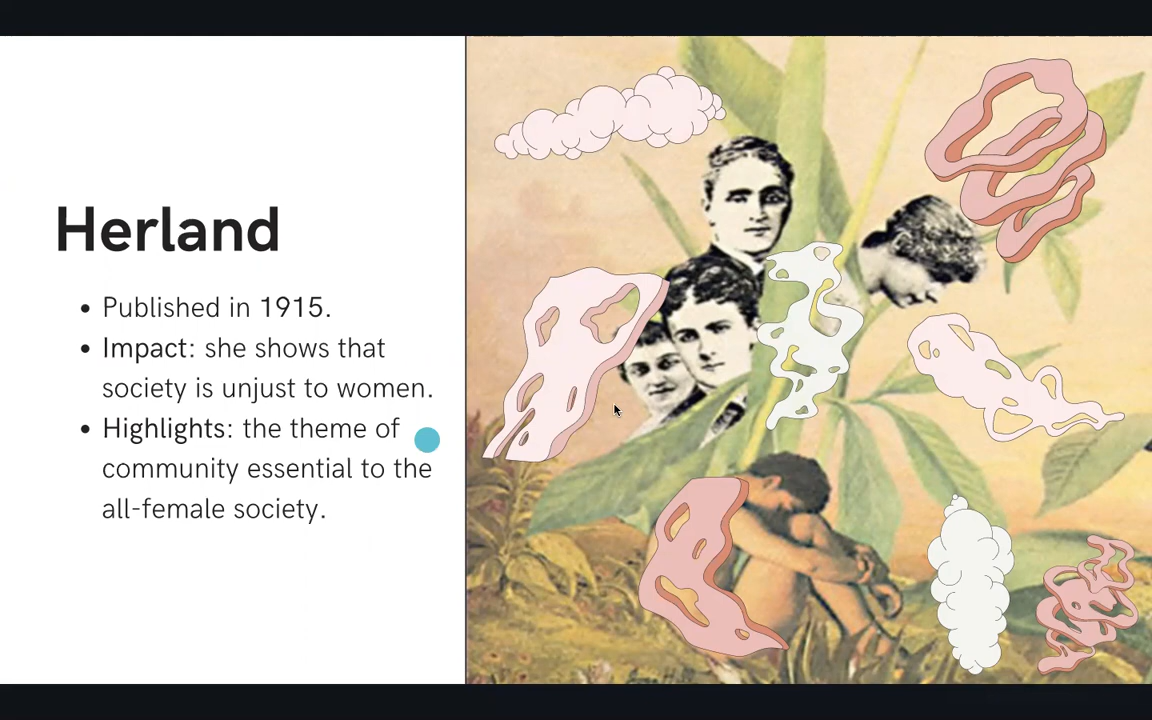 Herland
• Published in 1915.
• Impact: she shows that
society is unjust to women.
• Highlights: the theme of
community essential to the
all-female society.